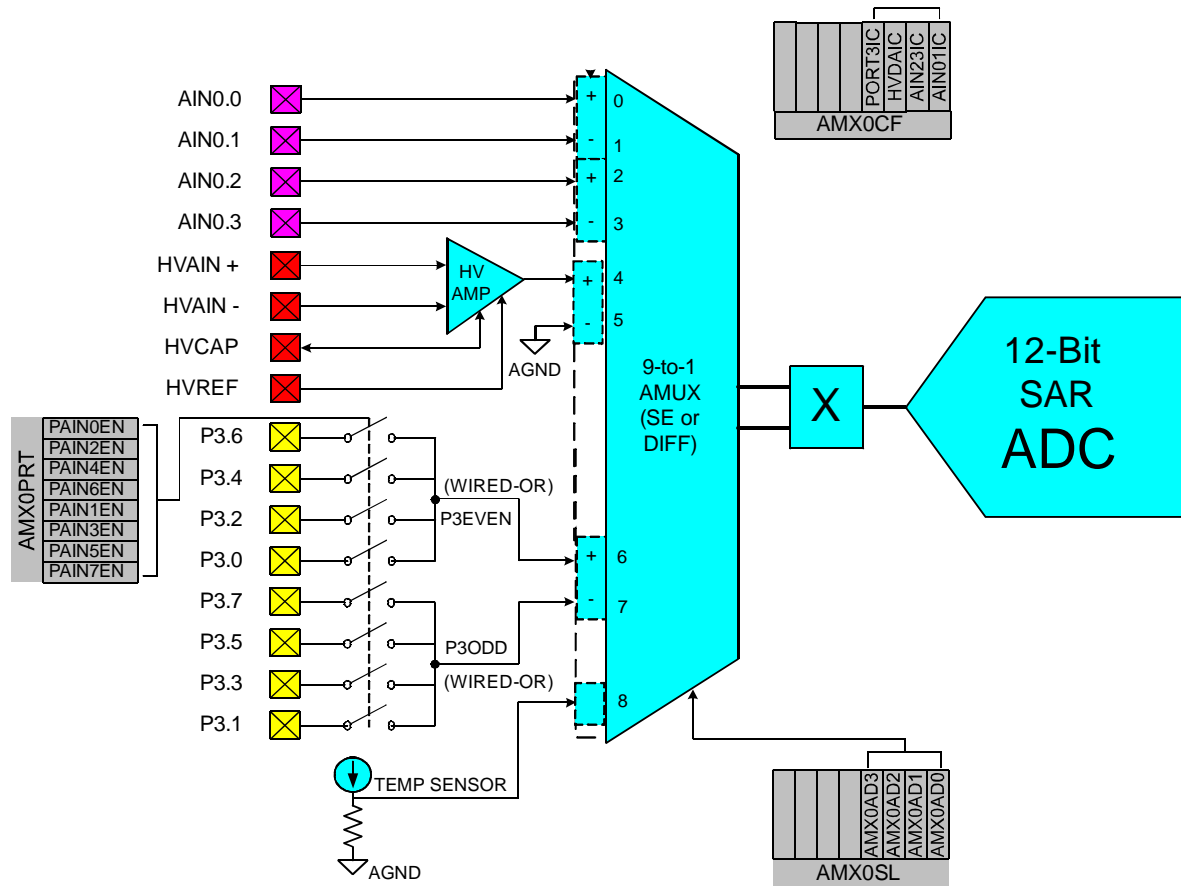 PORT3IC
HVDAIC
AIN23IC
AIN01IC
AMX0CF
AIN0.0
AIN0.1
AIN0.2
AIN0.3
HVAIN +
HVAIN -
HVCAP
HVREF
HV
AMP
AGND
+ 0
- 1
+ 2
- 3
+ 4
- 5
9-to-1
AMUX
(SE or
DIFF)
X
12-Bit
SAR
ADC
AMX0PRT
PAIN0EN
PAIN2EN
PAIN4EN
PAIN6EN
PAIN1EN
PAIN3EN
PAIN5EN
PAIN7EN
P3.6
P3.4
P3.2
P3.0
P3.7
P3.5
P3.3
P3.1
(WIRED-OR)
P3EVEN
P3ODD
(WIRED-OR)
+ 6
- 7
8
TEMP SENSOR
AGND
AMX0AD3
AMX0AD2
AMX0AD1
AMX0AD0
AMX0SL